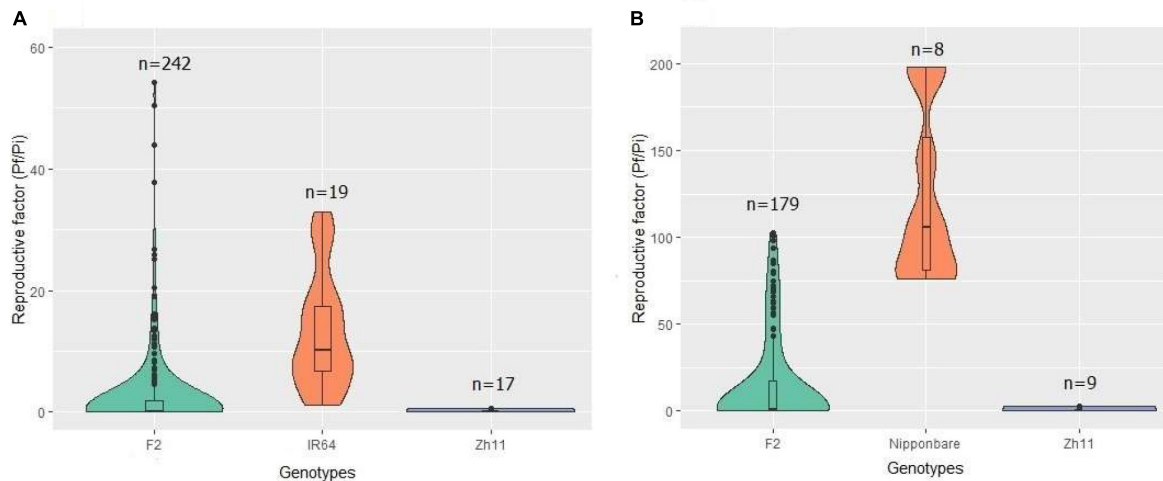 A
n=242
n=19
n=17
60
40
20
0
Reproductive factor (Pf/Pi)
F2
IR64
Zh11
Genotypes
B
n=8
n=179
n=9
200
150
100
50
0
Reproductive factor (Pf/Pi)
F2
Nipponbare
Zh11
Genotypes